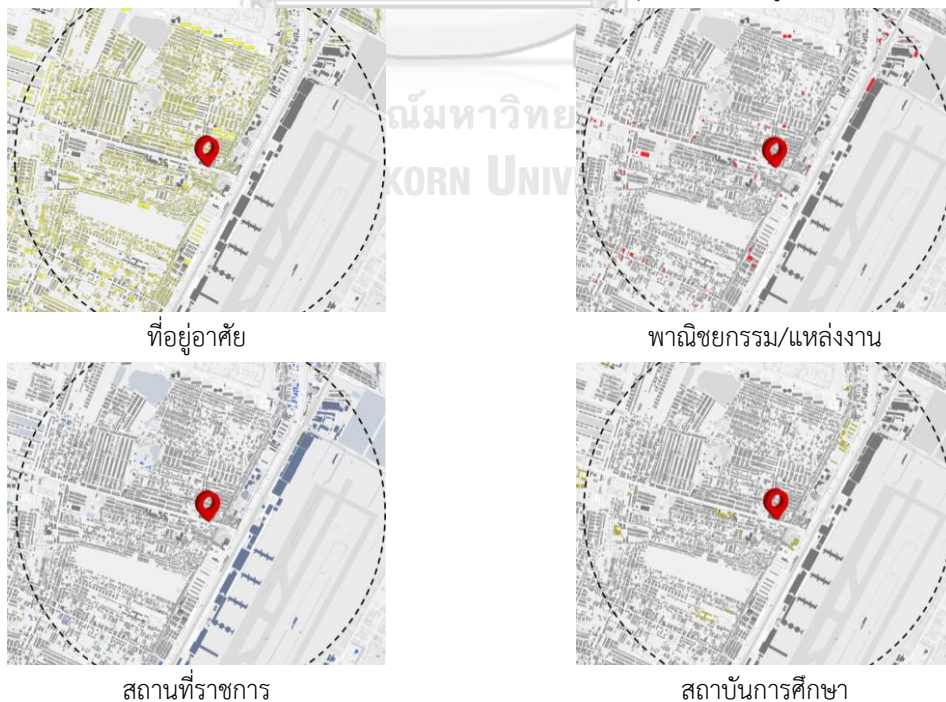 ที่อยู่อาศัย
พาณิชยกรรม/แหล่งงาน
สถานที่ราชการ
สถาบันการศึกษา